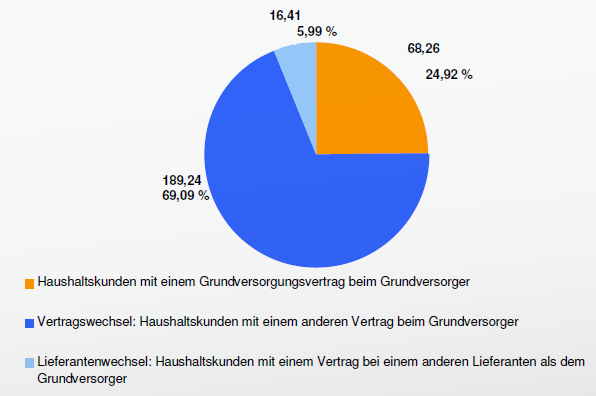 16,41
5,99 %
68,26
24,92 %
189,24
69,09 %
Haushaltskunden mit einem Grundversorgungsvertrag beim Grundversorger
Vertragswechsel: Haushaltskunden mit einem anderen Vertrag beim Grundversorger
Lieferantenwechsel: Haushaltskunden mit einem Vertrag bei einem anderen Lieferanten als dem
Grundversorger